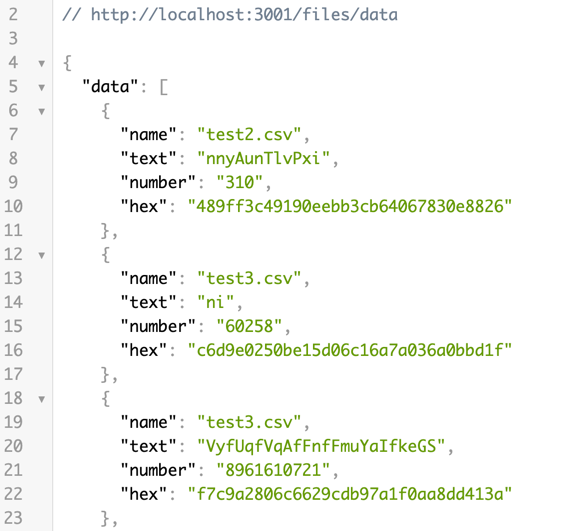 2 // http://localhost:3001/files/data
3
4 {
5 "data": [
6 {
7 "name": "test2.csv",
8 "text": "nnyAunTlvPxi",
9 "number": "310",
10 "hex": "489ff3c49190eebb3cb64067830e8826"
11 },
12 {
13 "name": "test3.csv",
14 "text": "ni",
15 "number": "60258",
16 "hex": "c6d9e0250be15d06c16a7a036a0bbd1f"
17 },
18 {
19 "name": "test3.csv",
20 "text": "VyfUqfVqAfFnfFmuYaIfkeGS",
21 "number": "8961610721",
22 "hex": "f7c9a2806c6629cdb97a1f0aa8dd413a"
23 },